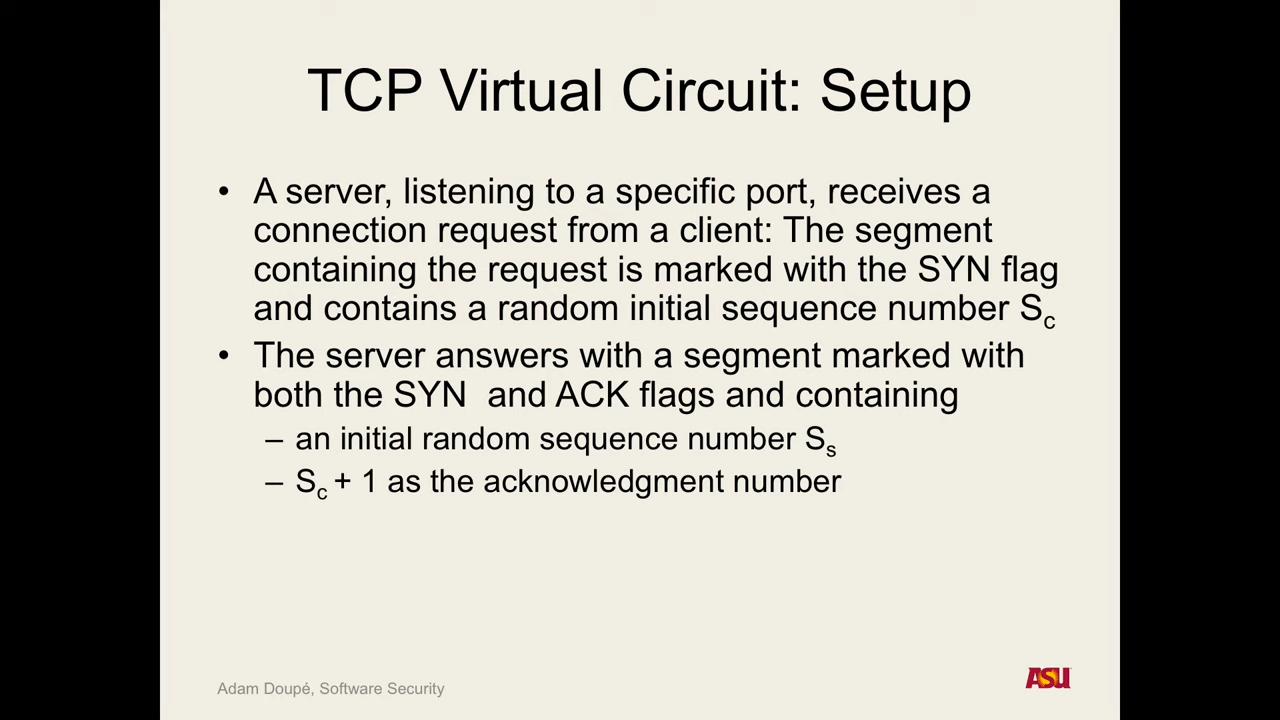 TCP Virtual Circuit: Setup
• A server, listening to a specific port, receives a
connection request from a client: The segment
containing the request is marked with the SYN flag
and contains a random initial sequence number Sc
• The server answers with a segment marked with
both the SYN  and ACK flags and containing
– an initial random sequence number Ss
– Sc + 1 as the acknowledgment number
Adam Doupé, Software Security
ASU